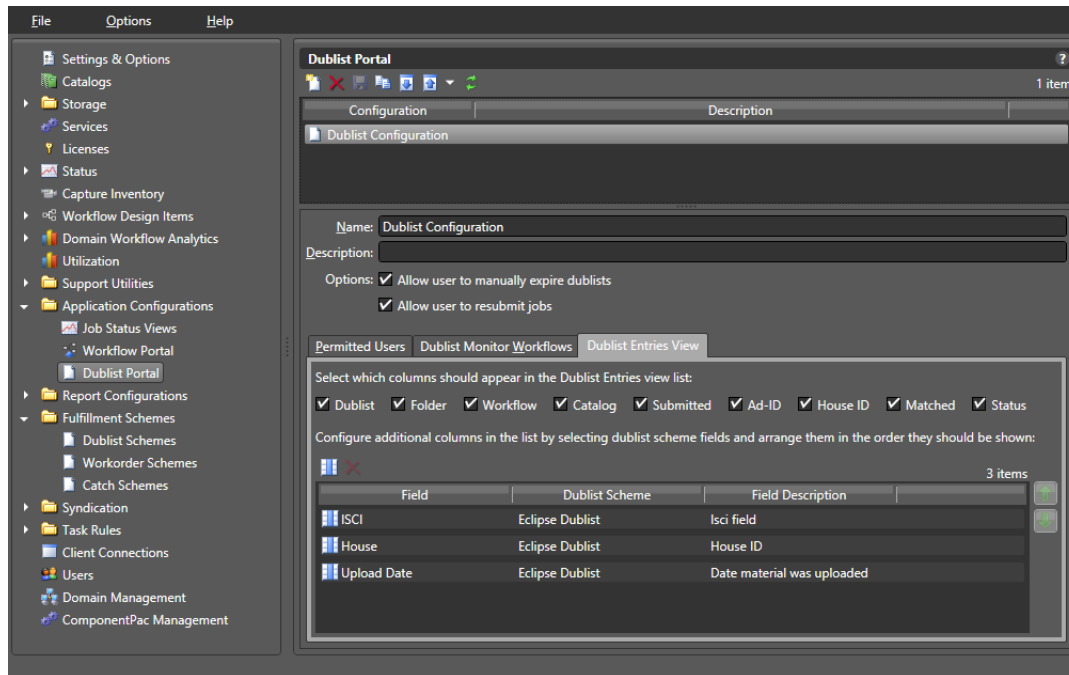 File Options Help
Settings & Options
Catalogs
Storage
Services
Licenses
Status
Capture Inventory
Workflow Design Items
Domain Workflow Analytics
Utilization
Support Utilities
Application Configurations
Job Status Views
Workflow Portal
Dublist Portal
Report Configurations
Fulfillment Schemes
Dublist Schemes
Workorder Schemes
Catch Schemes
Syndication
Task Rules
Client Connections
Users
Domain Management
ComponentPac Management
Dublist Portal ?
1 item
Configuration Description
Dublist Configuration
Name: Dublist Configuration
Description:
Options: Allow user to manually expire dublists
Allow user to resubmit jobs
Permitted Users Dublist Monitor Workflows Dublist Entries View
Select which columns should appear in the Dublist Entries view list:
Dublist Folder Workflow Catalog Submitted Ad-ID House ID Matched Status
Configure additional columns in the list by selecting dublist scheme fields and arrange them in the order they should be shown:
3 items
Field Dublist Scheme Field Description
ISCI Eclipse Dublist Isci field
House Eclipse Dublist House ID
Upload Date Eclipse Dublist Date material was uploaded